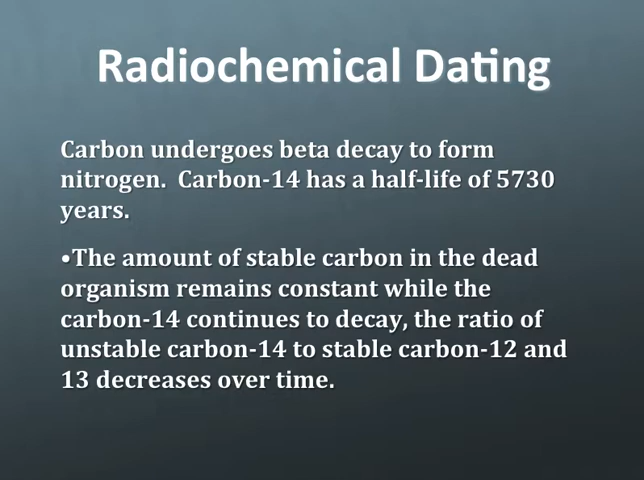 Radiochemical Dating
Carbon undergoes beta decay to form
nitrogen.  Carbon-14 has a half-life of 5730
years.
•The amount of stable carbon in the dead
organism remains constant while the
carbon-14 continues to decay, the ratio of
unstable carbon-14 to stable carbon-12 and
13 decreases over time.